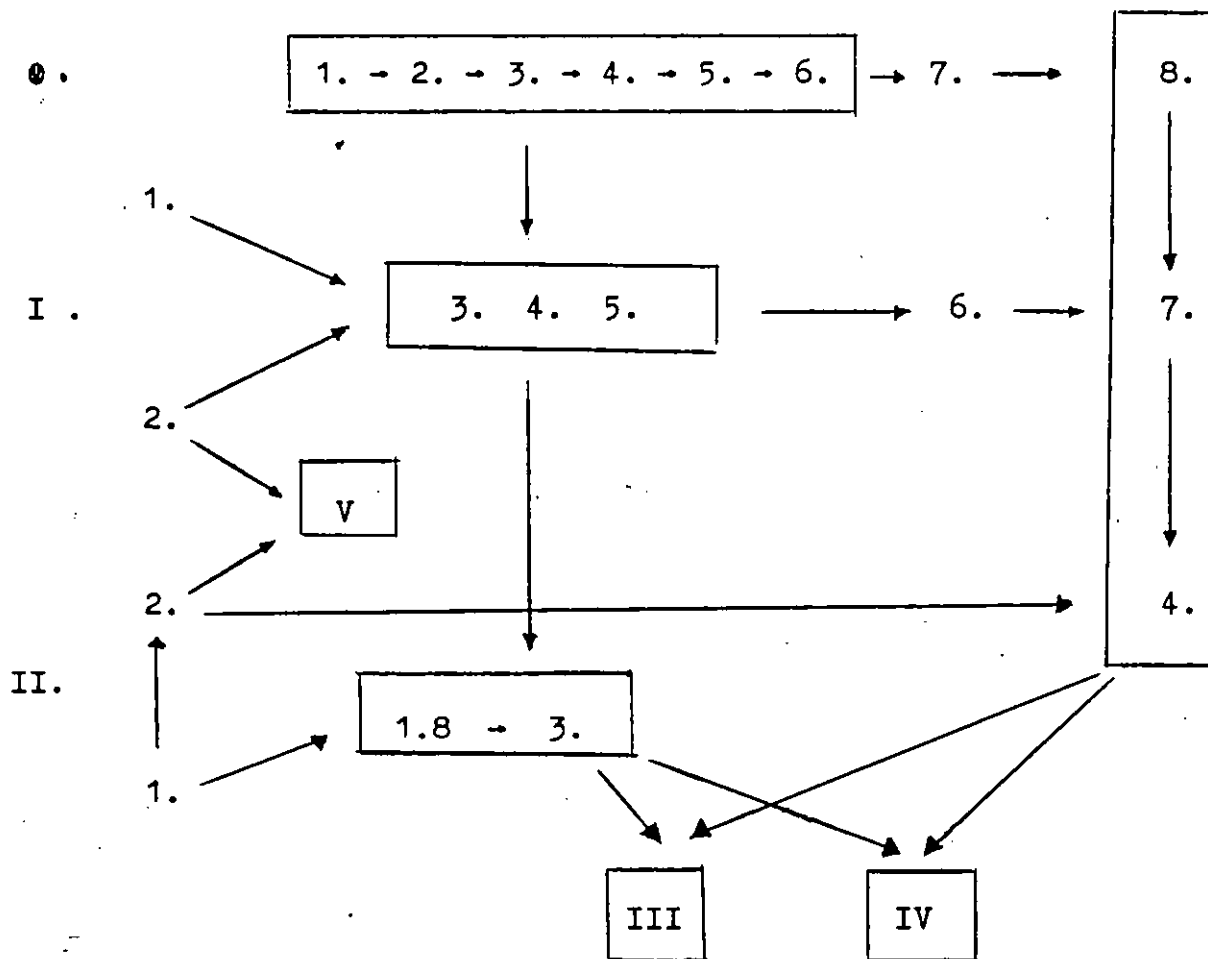 0. 1. → 2. → 3. → 4. → 5. → 6. → 7. → 8.
1.
I . 3. 4. 5. → 6. → 7.
2.
V
2. 4.
II.
1.8 → 3.
1.
III IV